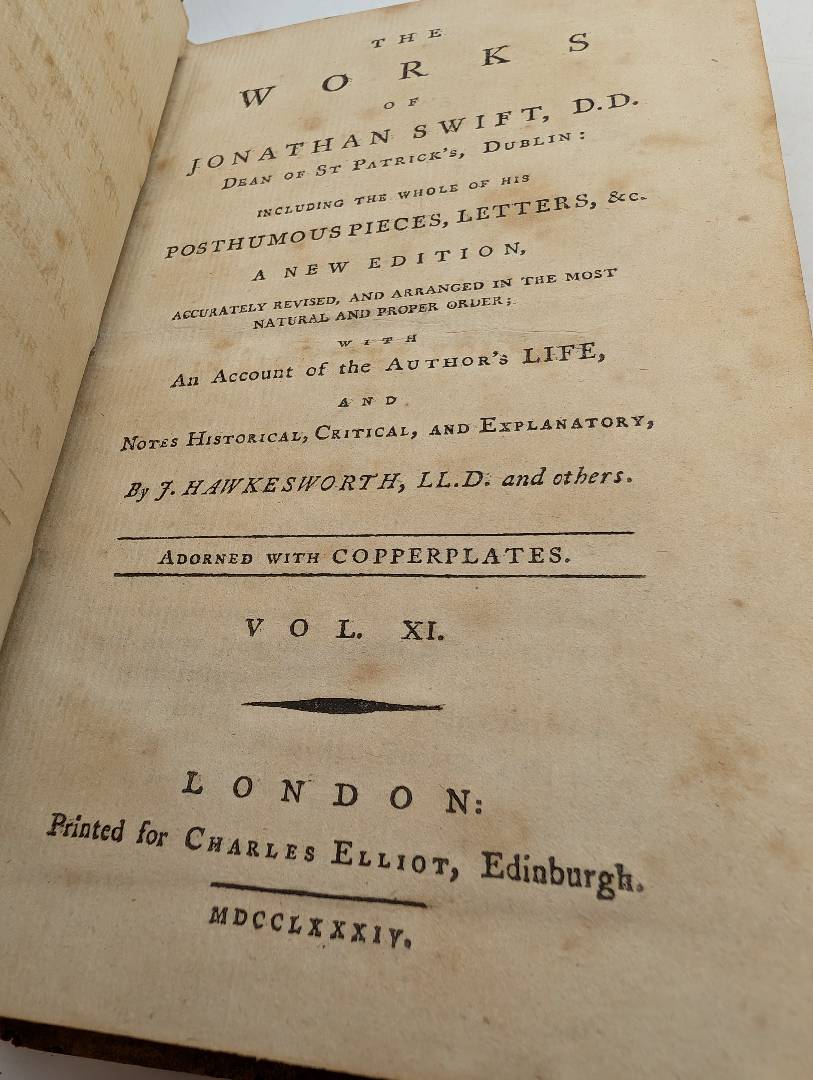 THE
WORKS
OF
JONATHAN SWIFT, D.D.
DEAN OF ST PATRICK'S, DUBLIN:
INCLUDING THE WHOLE OF HIS
POSTHUMOUS PIECES, LETTERS, &c.
A NEW EDITION,
ACCURATELY REVISED, AND ARRANGED IN THE MOST
NATURAL AND PROPER ORDER;
WITH
An Account of the AUTHOR'S LIFE,
AND
NOTES HISTORICAL, CRITICAL, AND EXPLANATORY,
By J. HAWKESWORTH, LL.D. and others.
ADORNED WITH COPPERPLATES.
VOL. XI.
LONDON:
Printed for CHARLES ELLIOT, Edinburgh.
MDCCLXXXIV.